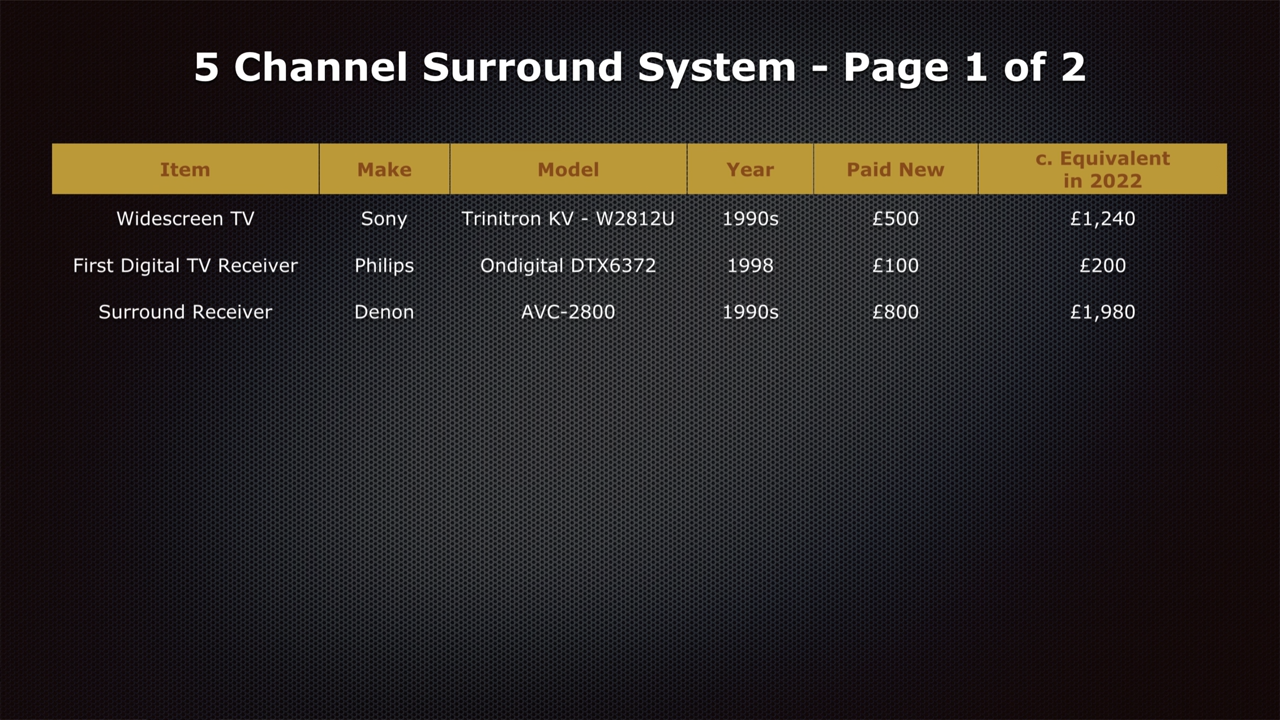 5 Channel Surround System - Page 1 of 2
Item Make Model Year Paid New c. Equivalent in 2022
Widescreen TV Sony Trinitron KV - W2812U 1990s £500 £1,240
First Digital TV Receiver Philips Ondigital DTX6372 1998 £100 £200
Surround Receiver Denon AVC-2800 1990s £800 £1,980